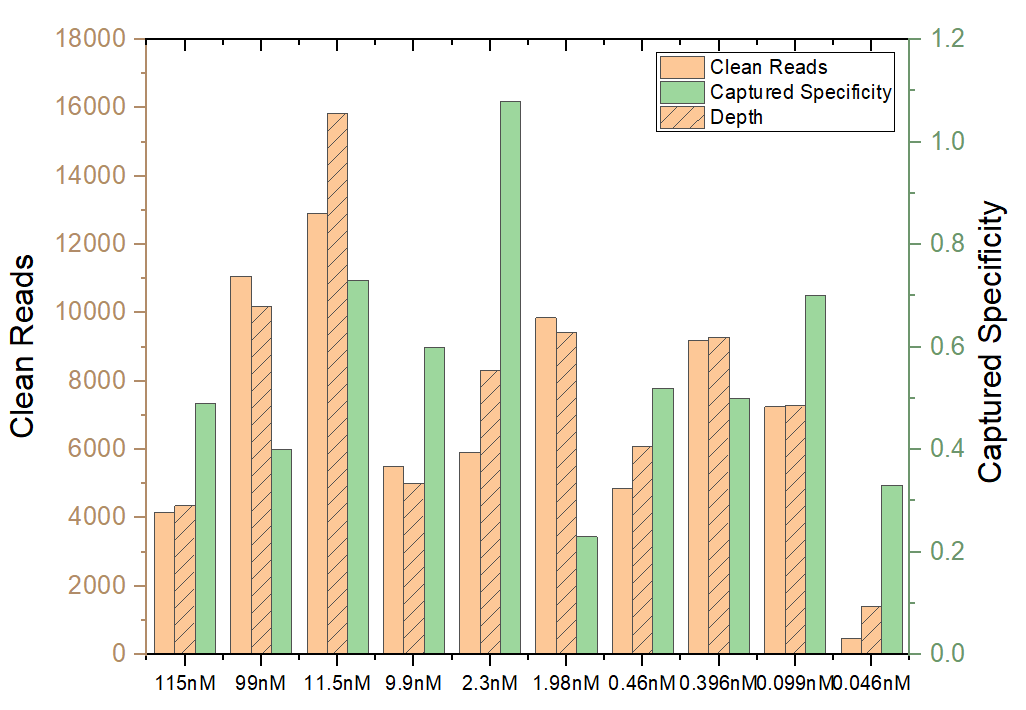 18000
16000
14000
12000
10000
8000
6000
4000
2000
0
Clean Reads
1.2
1.0
0.8
0.6
0.4
0.2
0.0
Captured Specificity
Clean Reads
Captured Specificity
Depth
115nM 99nM 11.5nM 9.9nM 2.3nM 1.98nM 0.46nM 0.396nM 0.099nM 0.046nM